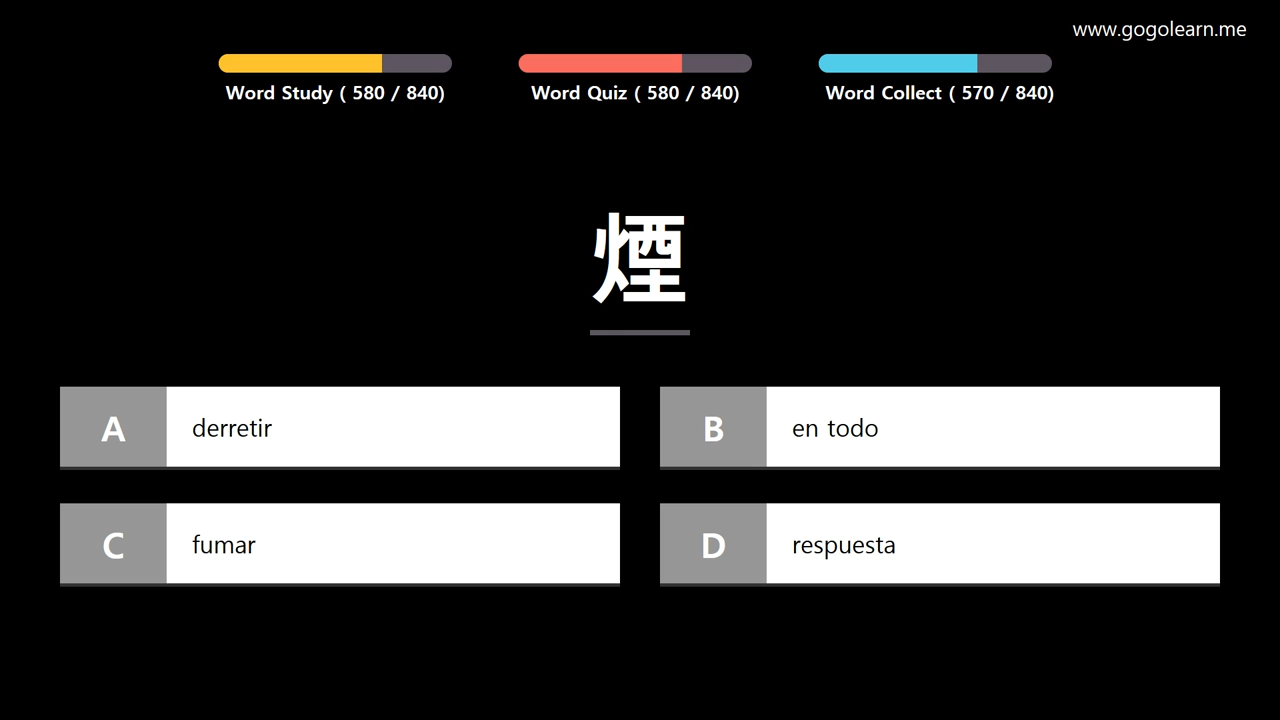 www.gogolearn.me
Word Study ( 580 / 840)
Word Quiz ( 580 / 840)
Word Collect ( 570 / 840)
煙
A derretir
B en todo
C fumar
D respuesta